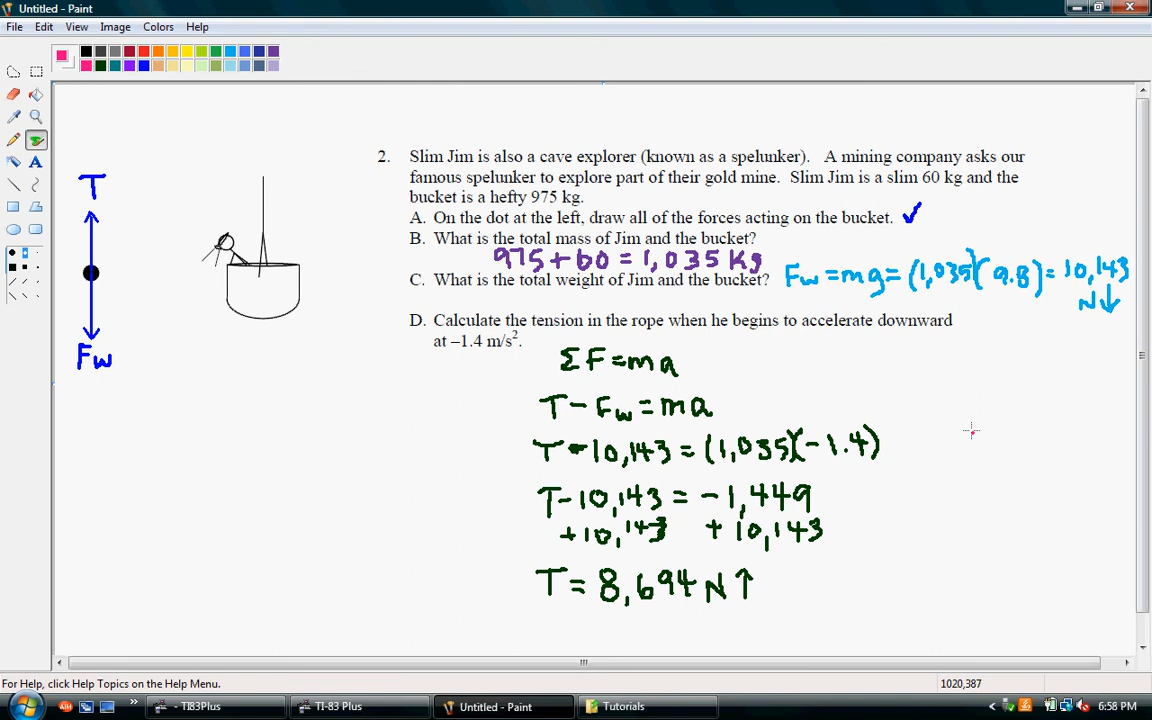 Untitled - Paint
File Edit View Image Colors Help
2. Slim Jim is also a cave explorer (known as a spelunker). A mining company asks our
famous spelunker to explore part of their gold mine. Slim Jim is a slim 60 kg and the
bucket is a hefty 975 kg.
A. On the dot at the left, draw all of the forces acting on the bucket. ✓
B. What is the total mass of Jim and the bucket?
975+60 = 1,035 Kg
C. What is the total weight of Jim and the bucket?
Fw = mg = (1,035)(9.8) = 10,143
N↓
D. Calculate the tension in the rope when he begins to accelerate downward
at –1.4 m/s².
T
Fw
ΣF = ma
T - Fw = ma
T - 10,143 = (1,035)(-1.4)
T - 10,143 = -1,449
+10,143 +10,143
T = 8,694 N ↑
For Help, click Help Topics on the Help Menu. 1020,387
- TI83Plus TI-83 Plus Untitled - Paint Tutorials 6:58 PM